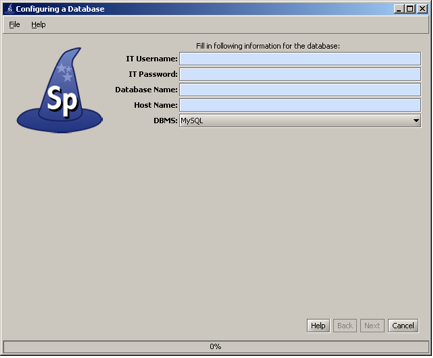 Configuring a Database
File Help
Fill in following information for the database:
IT Username:
IT Password:
Database Name:
Host Name:
DBMS: MySQL
Sp
Help Back Next Cancel
0%